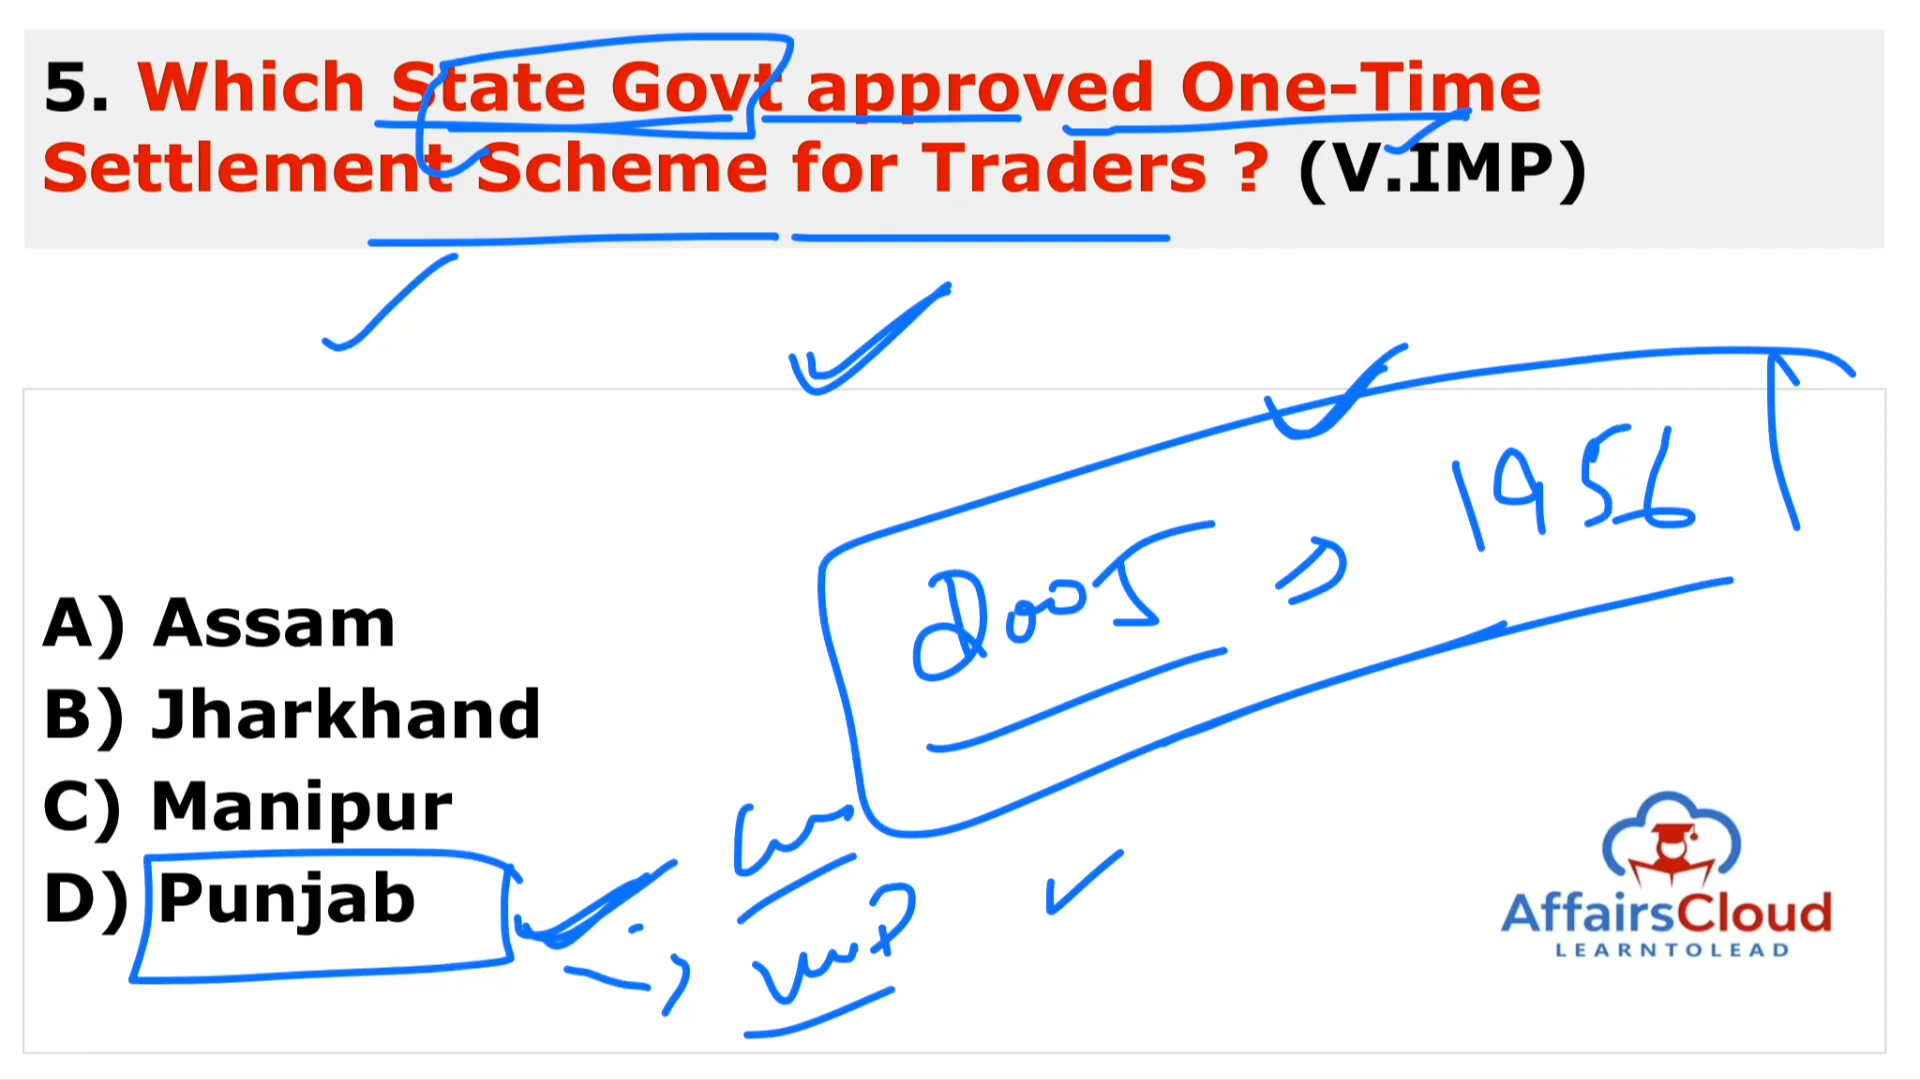 5. Which State Govt approved One-Time
Settlement Scheme for Traders ? (V.IMP)
1956
A) Assam
B) Jharkhand
C) Manipur
D) Punjab
AffairsCloud
LEARNTOLEAD